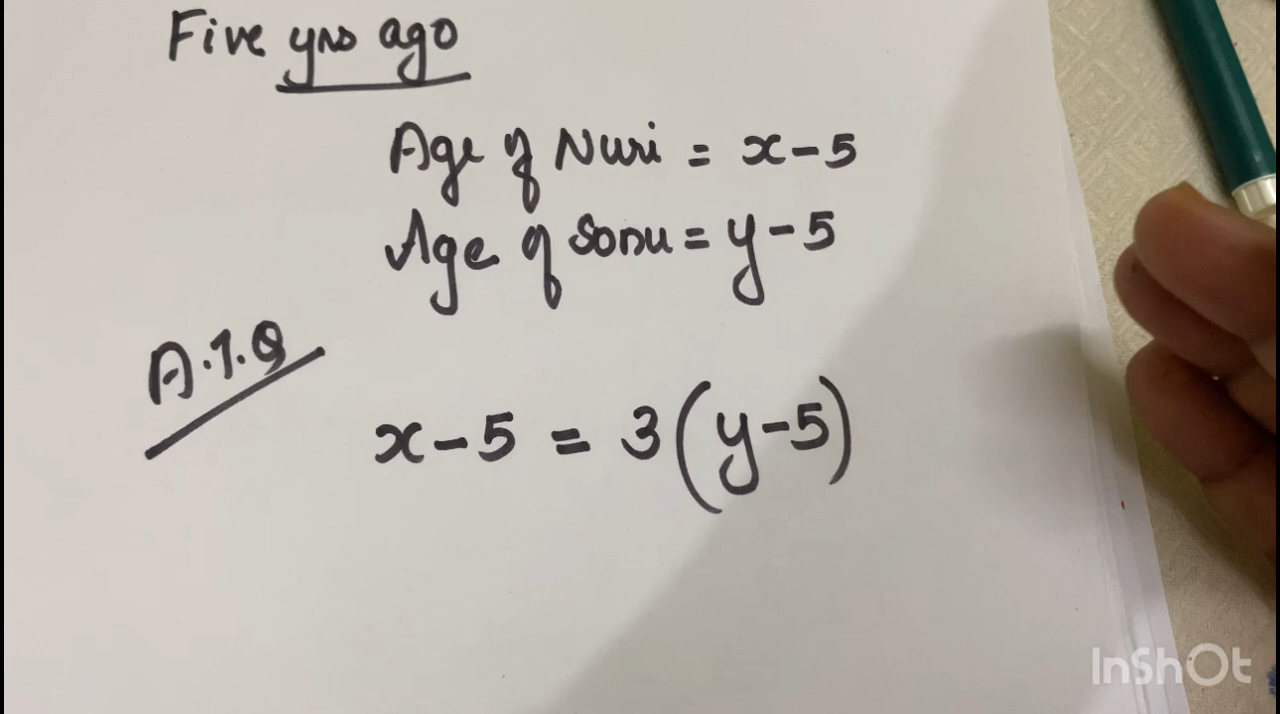 Five yrs ago
Age of Nuri = x-5
Age of Sonu = y-5
A.T.Q
x-5 = 3(y-5)
InShOt